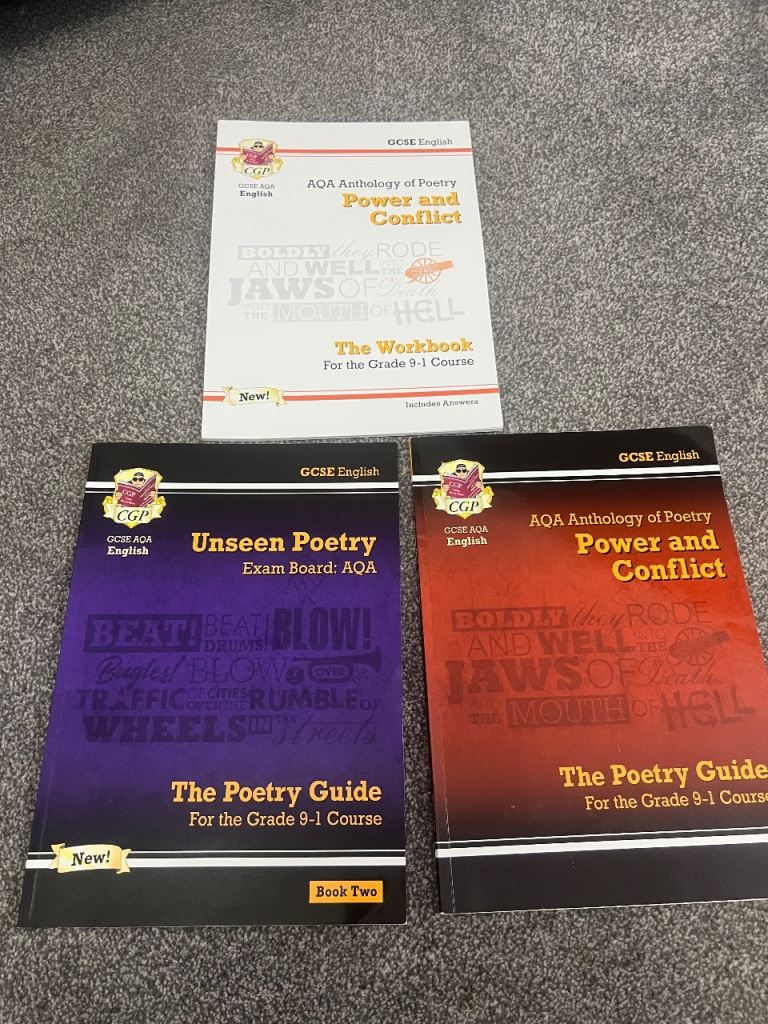 GCSE English
CGP
GCSE AQA
English
AQA Anthology of Poetry
Power and
Conflict
BOLDLY they RODE
AND WELL INTO THE
JAWS OF Death
INTO THE MOUTH OF HELL
The Workbook
For the Grade 9-1 Course
New!
Includes Answers
GCSE English
CGP
GCSE AQA
English
Unseen Poetry
Exam Board: AQA
BEAT! BEAT! DRUMS! BLOW!
Bugles! BLOW! OVER THE
TRAFFIC OF CITIES OVER THE RUMBLE OF
WHEELS IN THE streets
The Poetry Guide
For the Grade 9-1 Course
New!
Book Two
GCSE English
CGP
GCSE AQA
English
AQA Anthology of Poetry
Power and
Conflict
BOLDLY they RODE
AND WELL INTO THE
JAWS OF Death
INTO THE MOUTH OF HELL
The Poetry Guide
For the Grade 9-1 Course